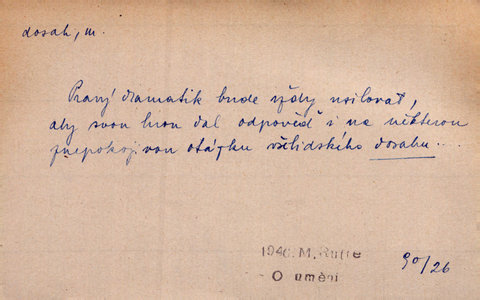 dosah, m.
Pravý dramatik bude vždy usilovat,
aby svou hrou dal odpověď i na některou
znepokojivou otázku všelidského dosahu...
1940. M. Rutte
O umění
90/26